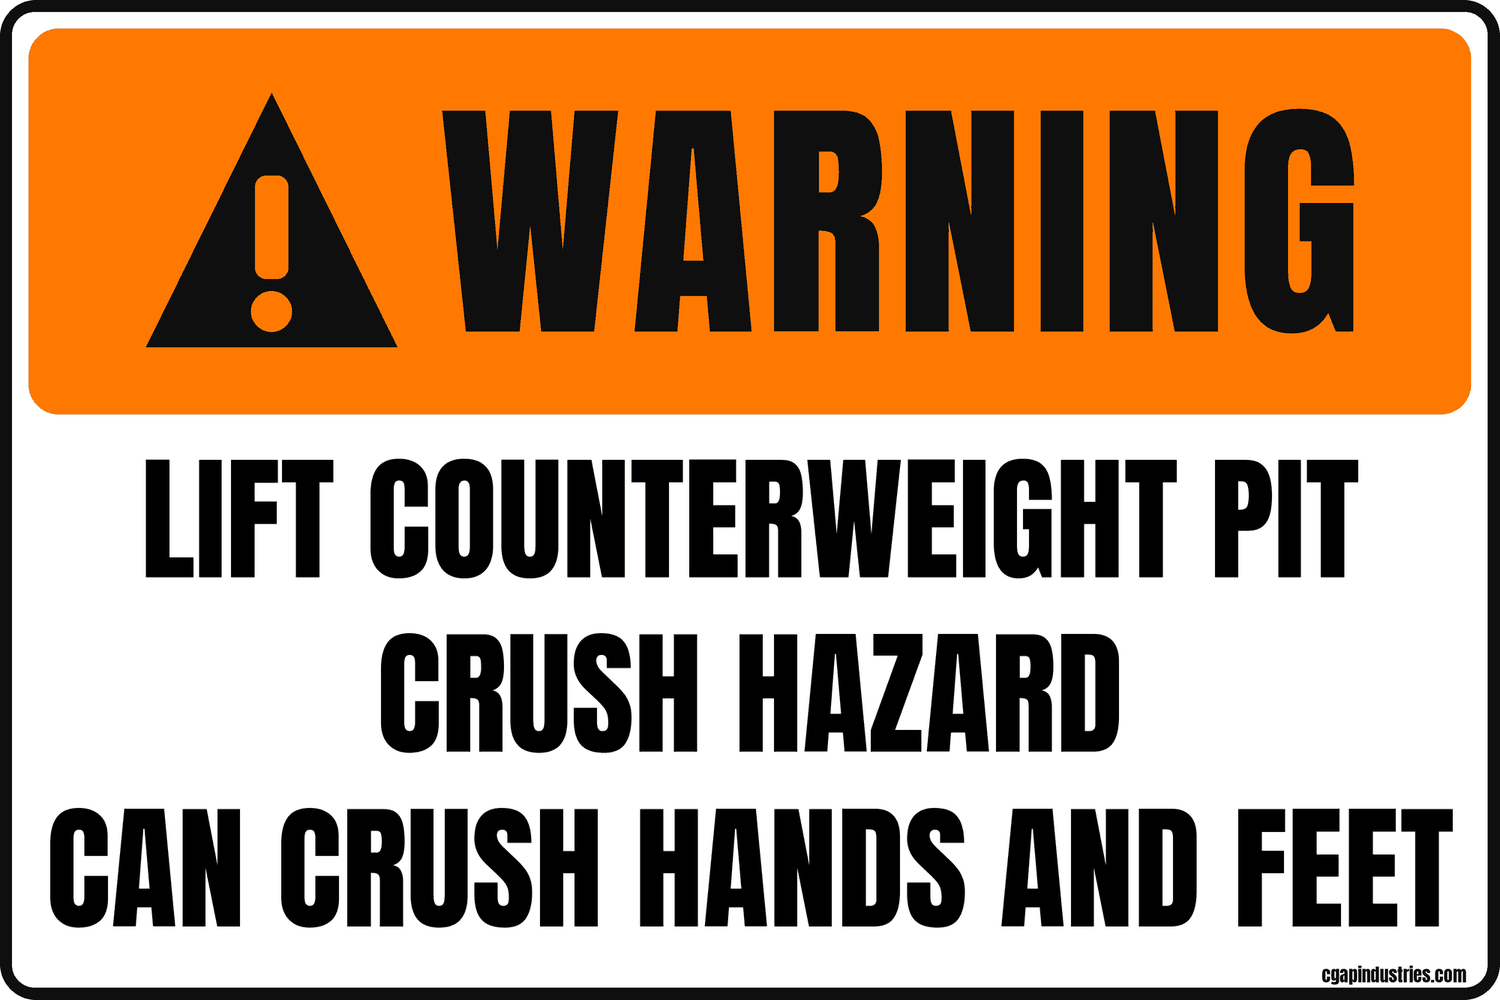 WARNING
LIFT COUNTERWEIGHT PIT
CRUSH HAZARD
CAN CRUSH HANDS AND FEET
cgapindustries.com